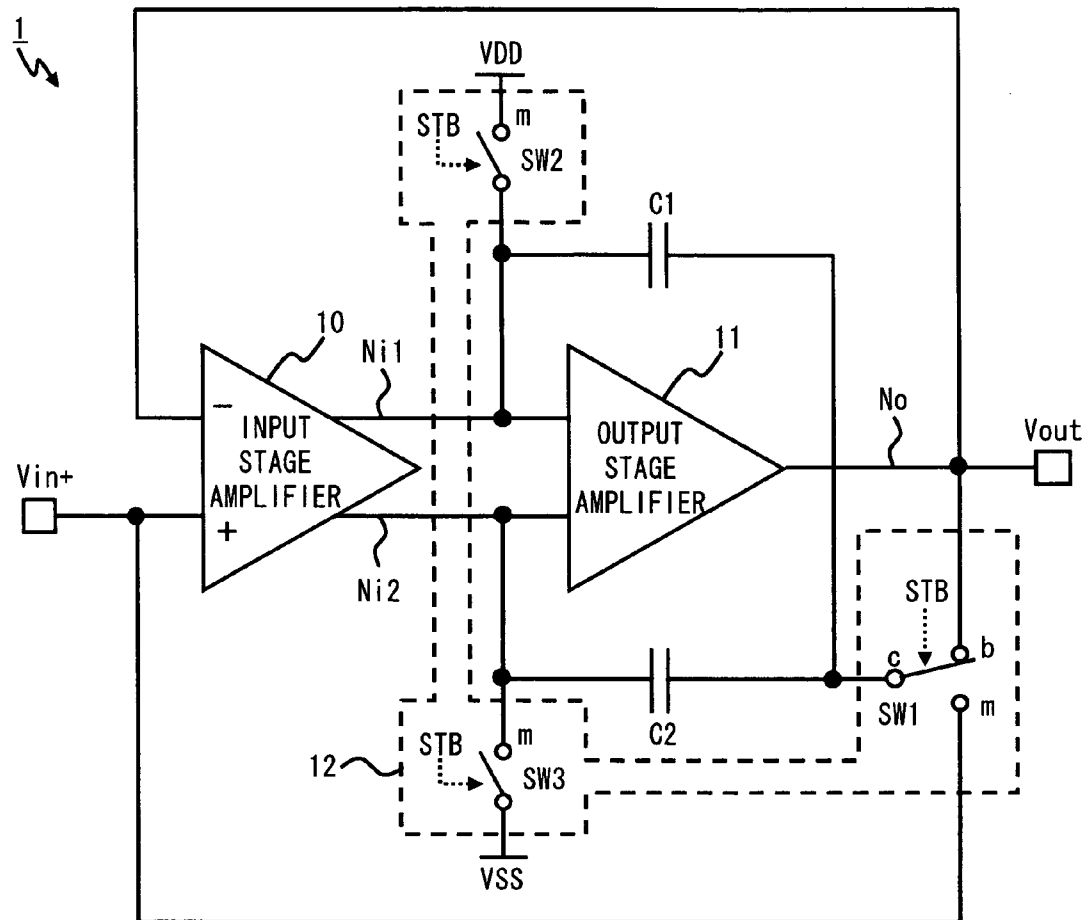 1
VDD
m
STB
SW2
C1
10
Ni1
11
−
INPUT
STAGE
AMPLIFIER
+
OUTPUT
STAGE
AMPLIFIER
No
Vout
Vin+
Ni2
STB
b
c
SW1
m
C2
12
STB
m
SW3
VSS